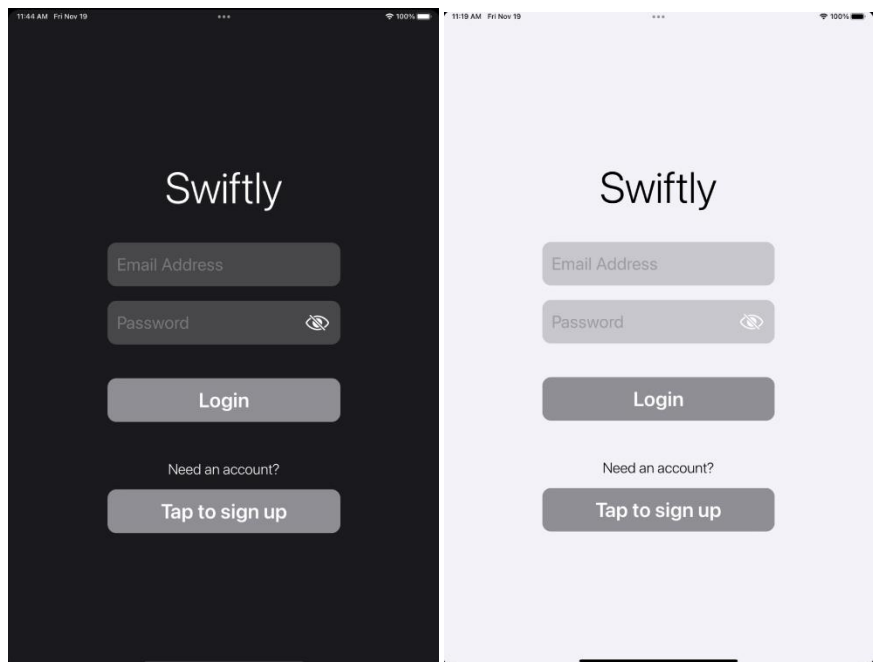 11:44 AM Fri Nov 19
100%
Swiftly
Email Address
Password
Login
Need an account?
Tap to sign up
11:19 AM Fri Nov 19
100%
Swiftly
Email Address
Password
Login
Need an account?
Tap to sign up